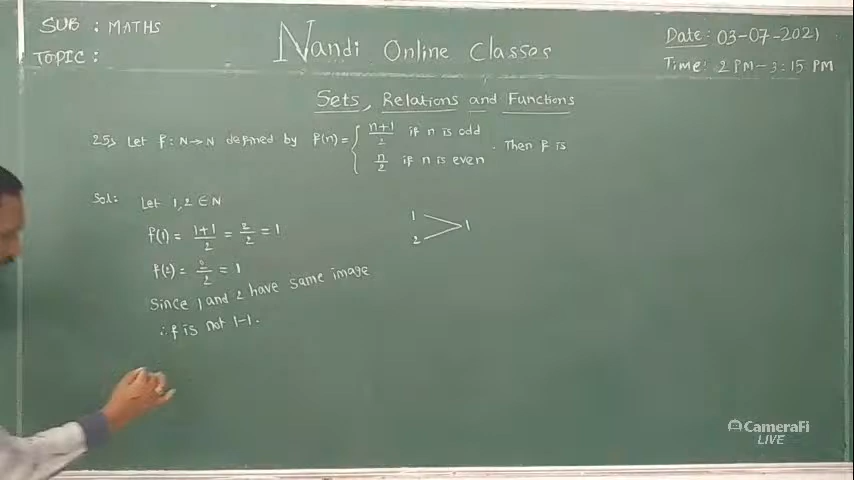 SUB : MATHS
TOPIC :
Nandi Online Classes
Date: 03-07-2021
Time: 2 PM-3:15 PM
Sets, Relations and Functions
25) Let f : N→N defined by f(n) = { n+1/2 if n is odd
n/2 if n is even . Then f is
Sol: Let 1, 2 ∈ N
f(1) = 1+1/2 = 2/2 = 1
f(2) = 2/2 = 1
Since 1 and 2 have same image
∴ f is not 1-1.
1
2
1
CameraFi
LIVE